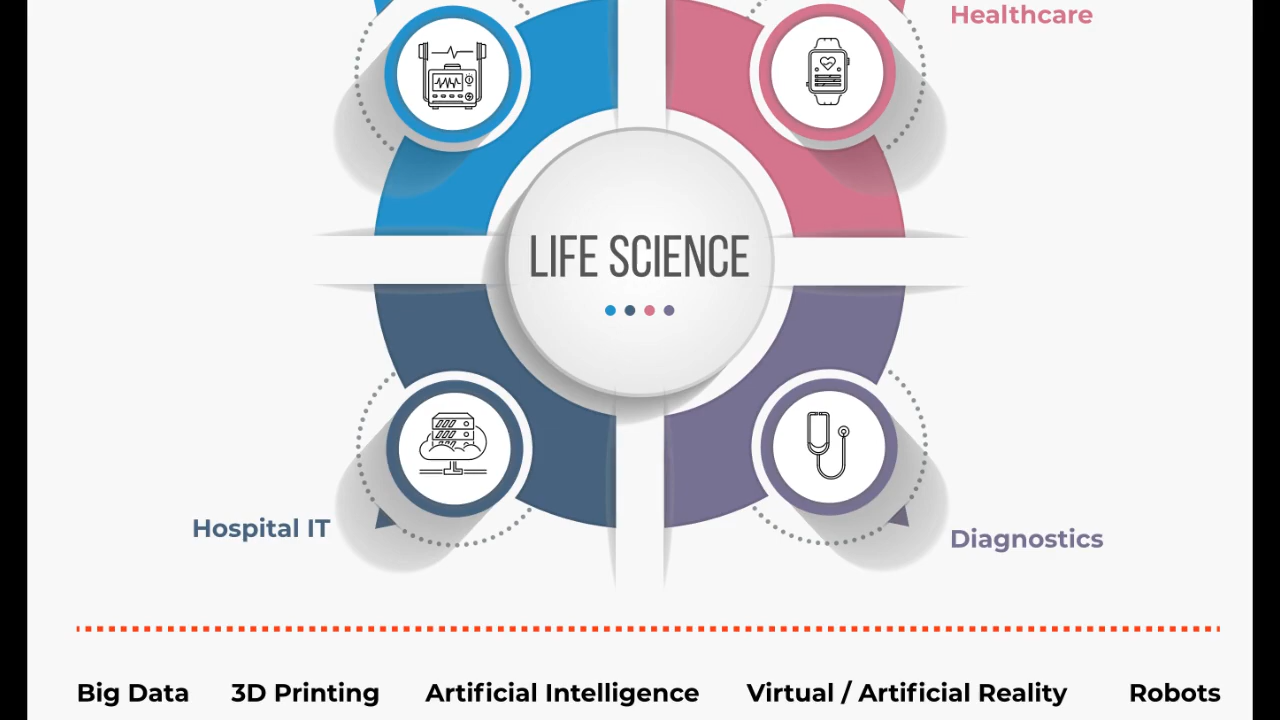 Healthcare
LIFE SCIENCE
Hospital IT
Diagnostics
Big Data 3D Printing Artificial Intelligence Virtual / Artificial Reality Robots